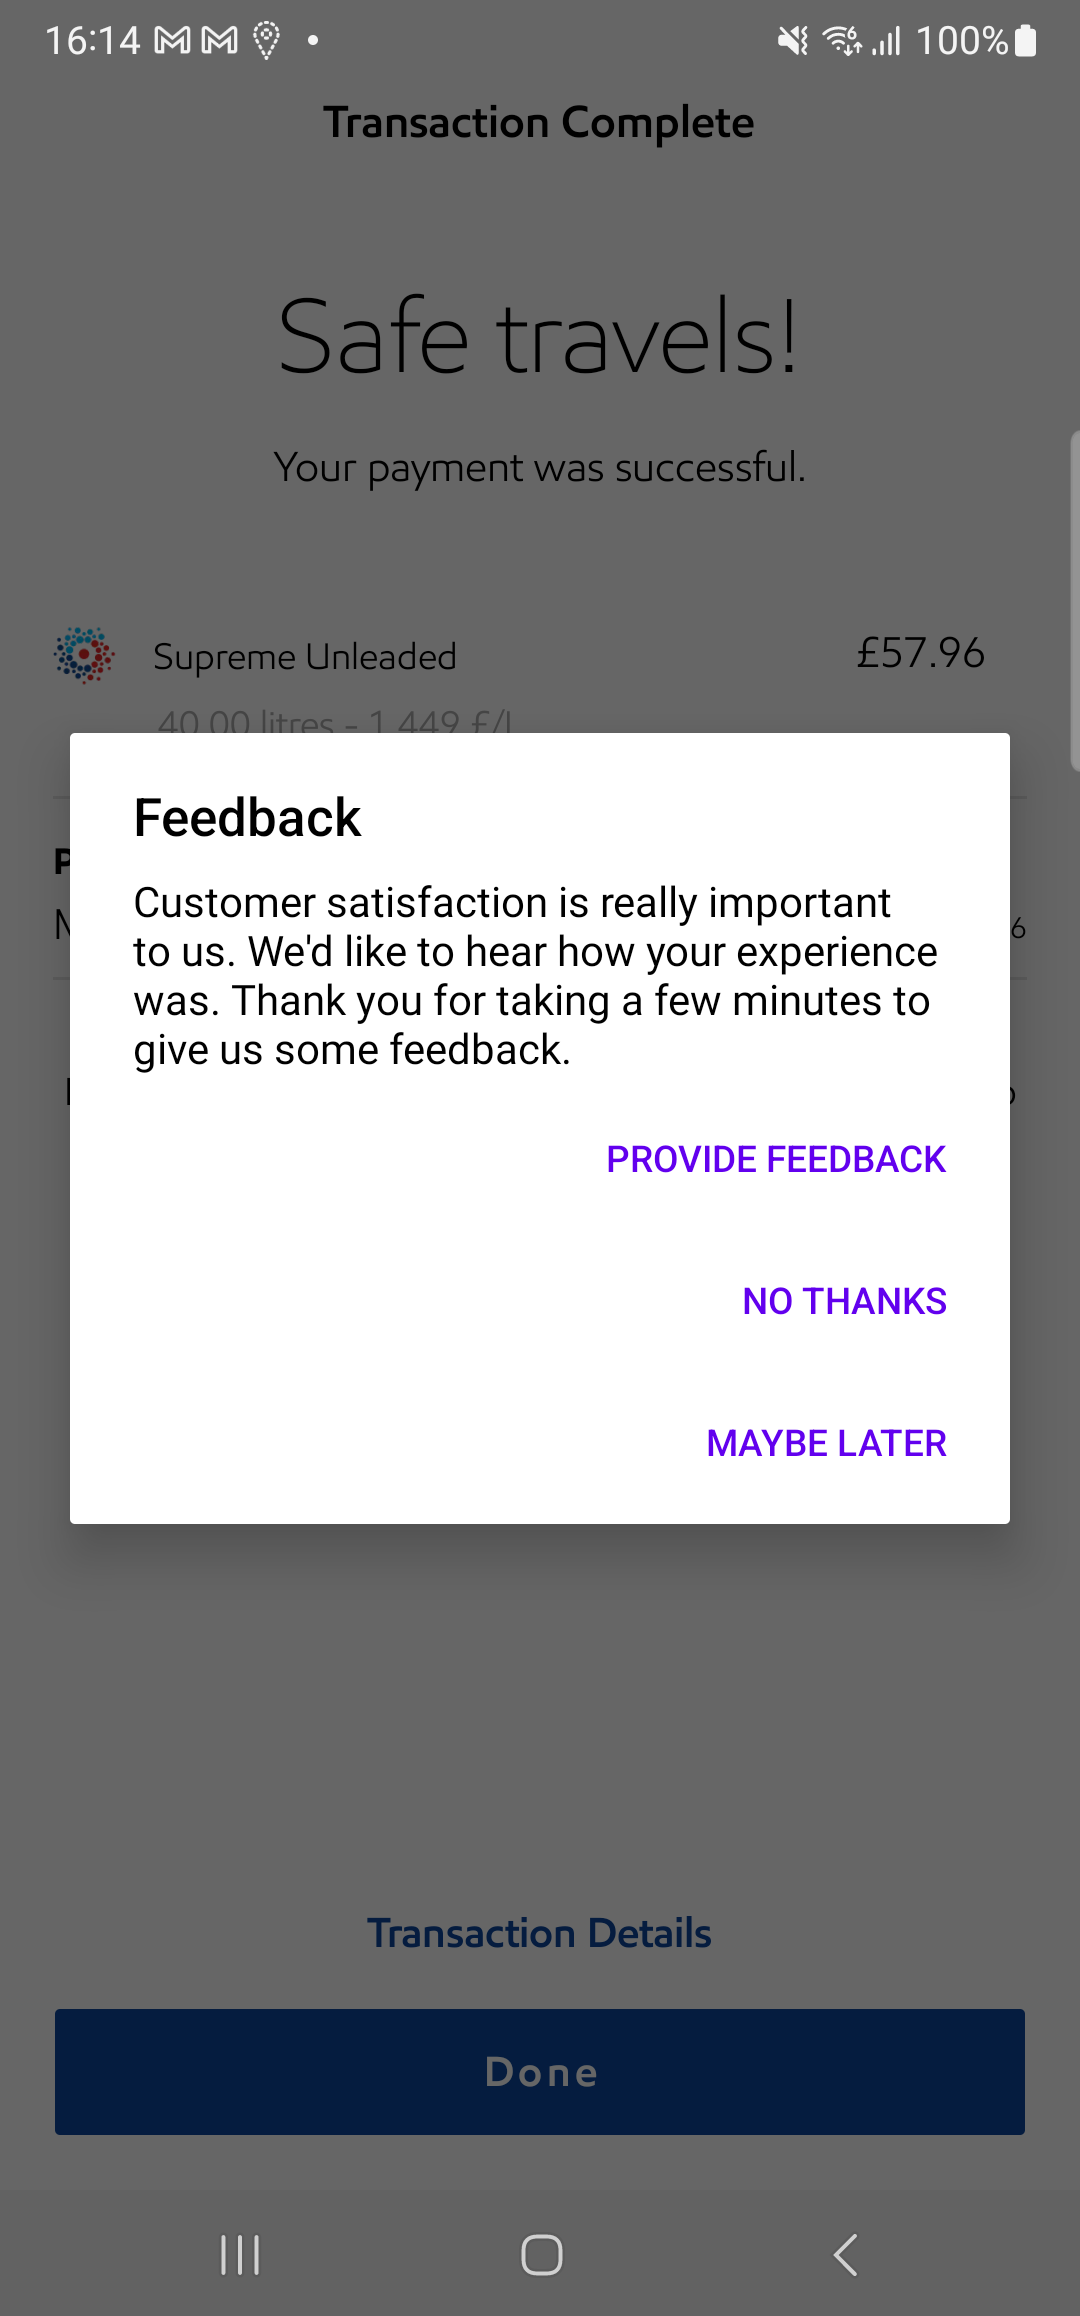 16:14
100%
Transaction Complete
Safe travels!
Your payment was successful.
Supreme Unleaded £57.96
40.00 litres - 1.449 £/L
Feedback
Customer satisfaction is really important
to us. We'd like to hear how your experience
was. Thank you for taking a few minutes to
give us some feedback.
PROVIDE FEEDBACK
NO THANKS
MAYBE LATER
Transaction Details
Done